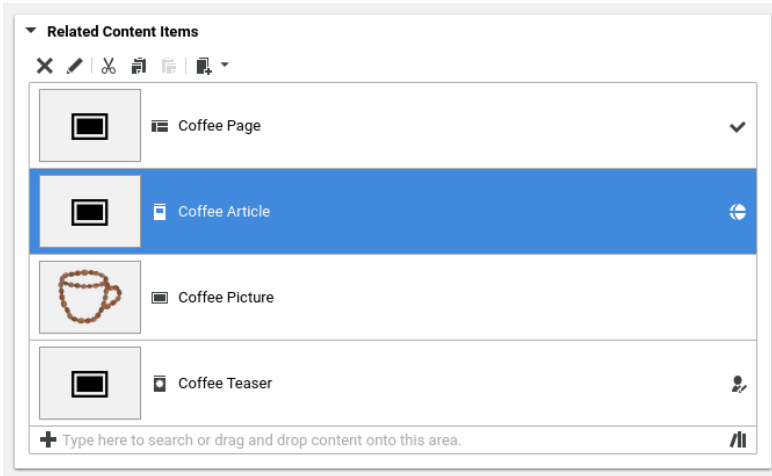 Related Content Items
Coffee Page
Coffee Article
Coffee Picture
Coffee Teaser
Type here to search or drag and drop content onto this area.